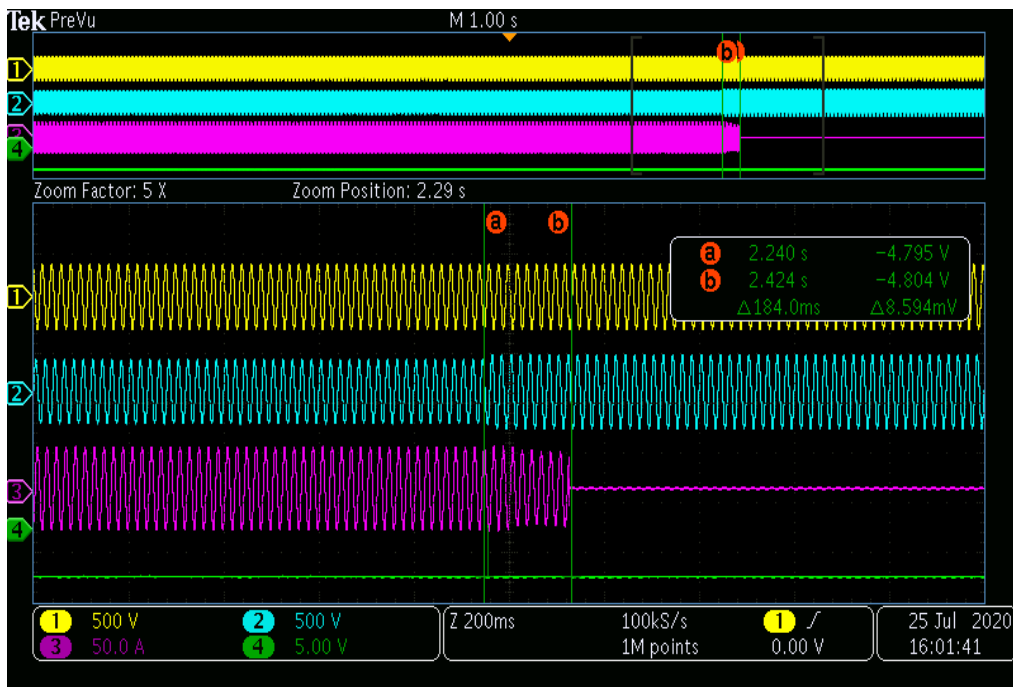 Tek PreVu M 1.00 s
b
1
2
3
4
Zoom Factor: 5 X Zoom Position: 2.29 s
a b
a 2.240 s -4.795 V
b 2.424 s -4.804 V
△184.0ms △8.594mV
1
2
3
4
1 500 V 2 500 V Z 200ms 100kS/s 1 ʃ 25 Jul 2020
3 50.0 A 4 5.00 V 1M points 0.00 V 16:01:41